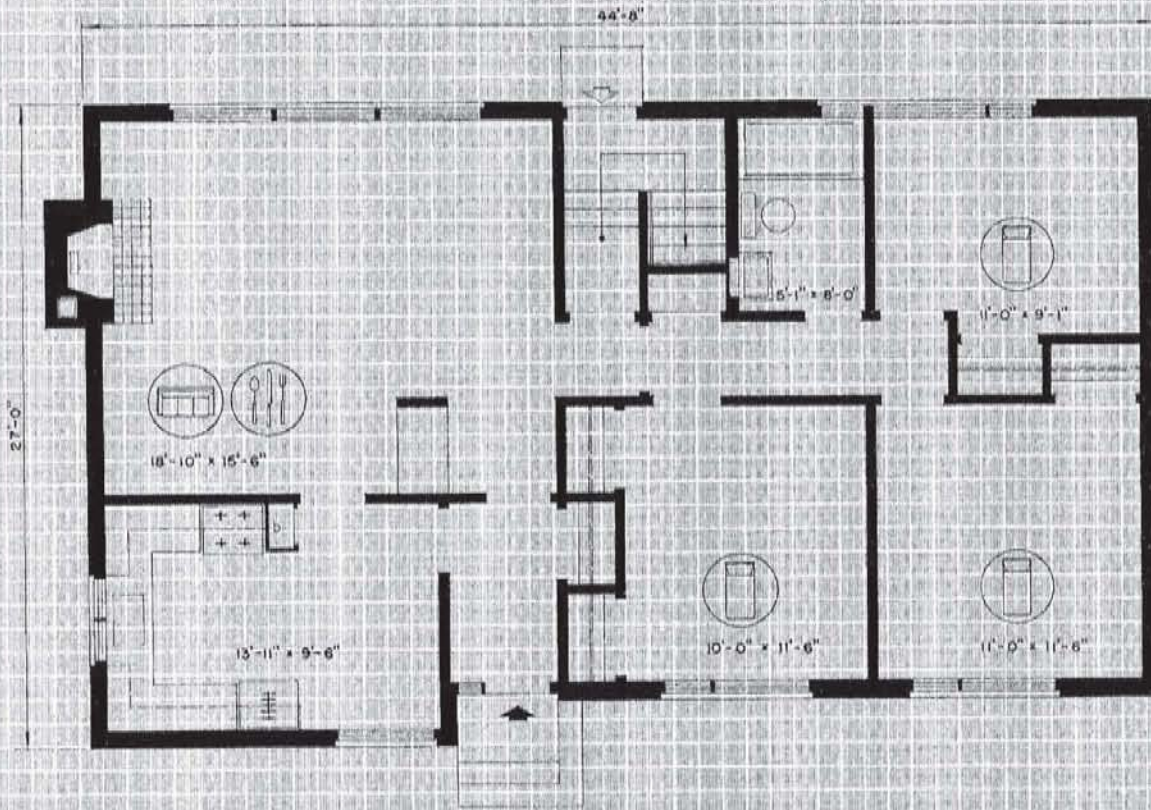 44'-8"
27'-0"
5'-1" × 8'-0"
11'-0" × 9'-1"
18'-10" × 15'-6"
b
13'-11" × 9'-6"
10'-0" × 11'-6"
11'-0" × 11'-6"